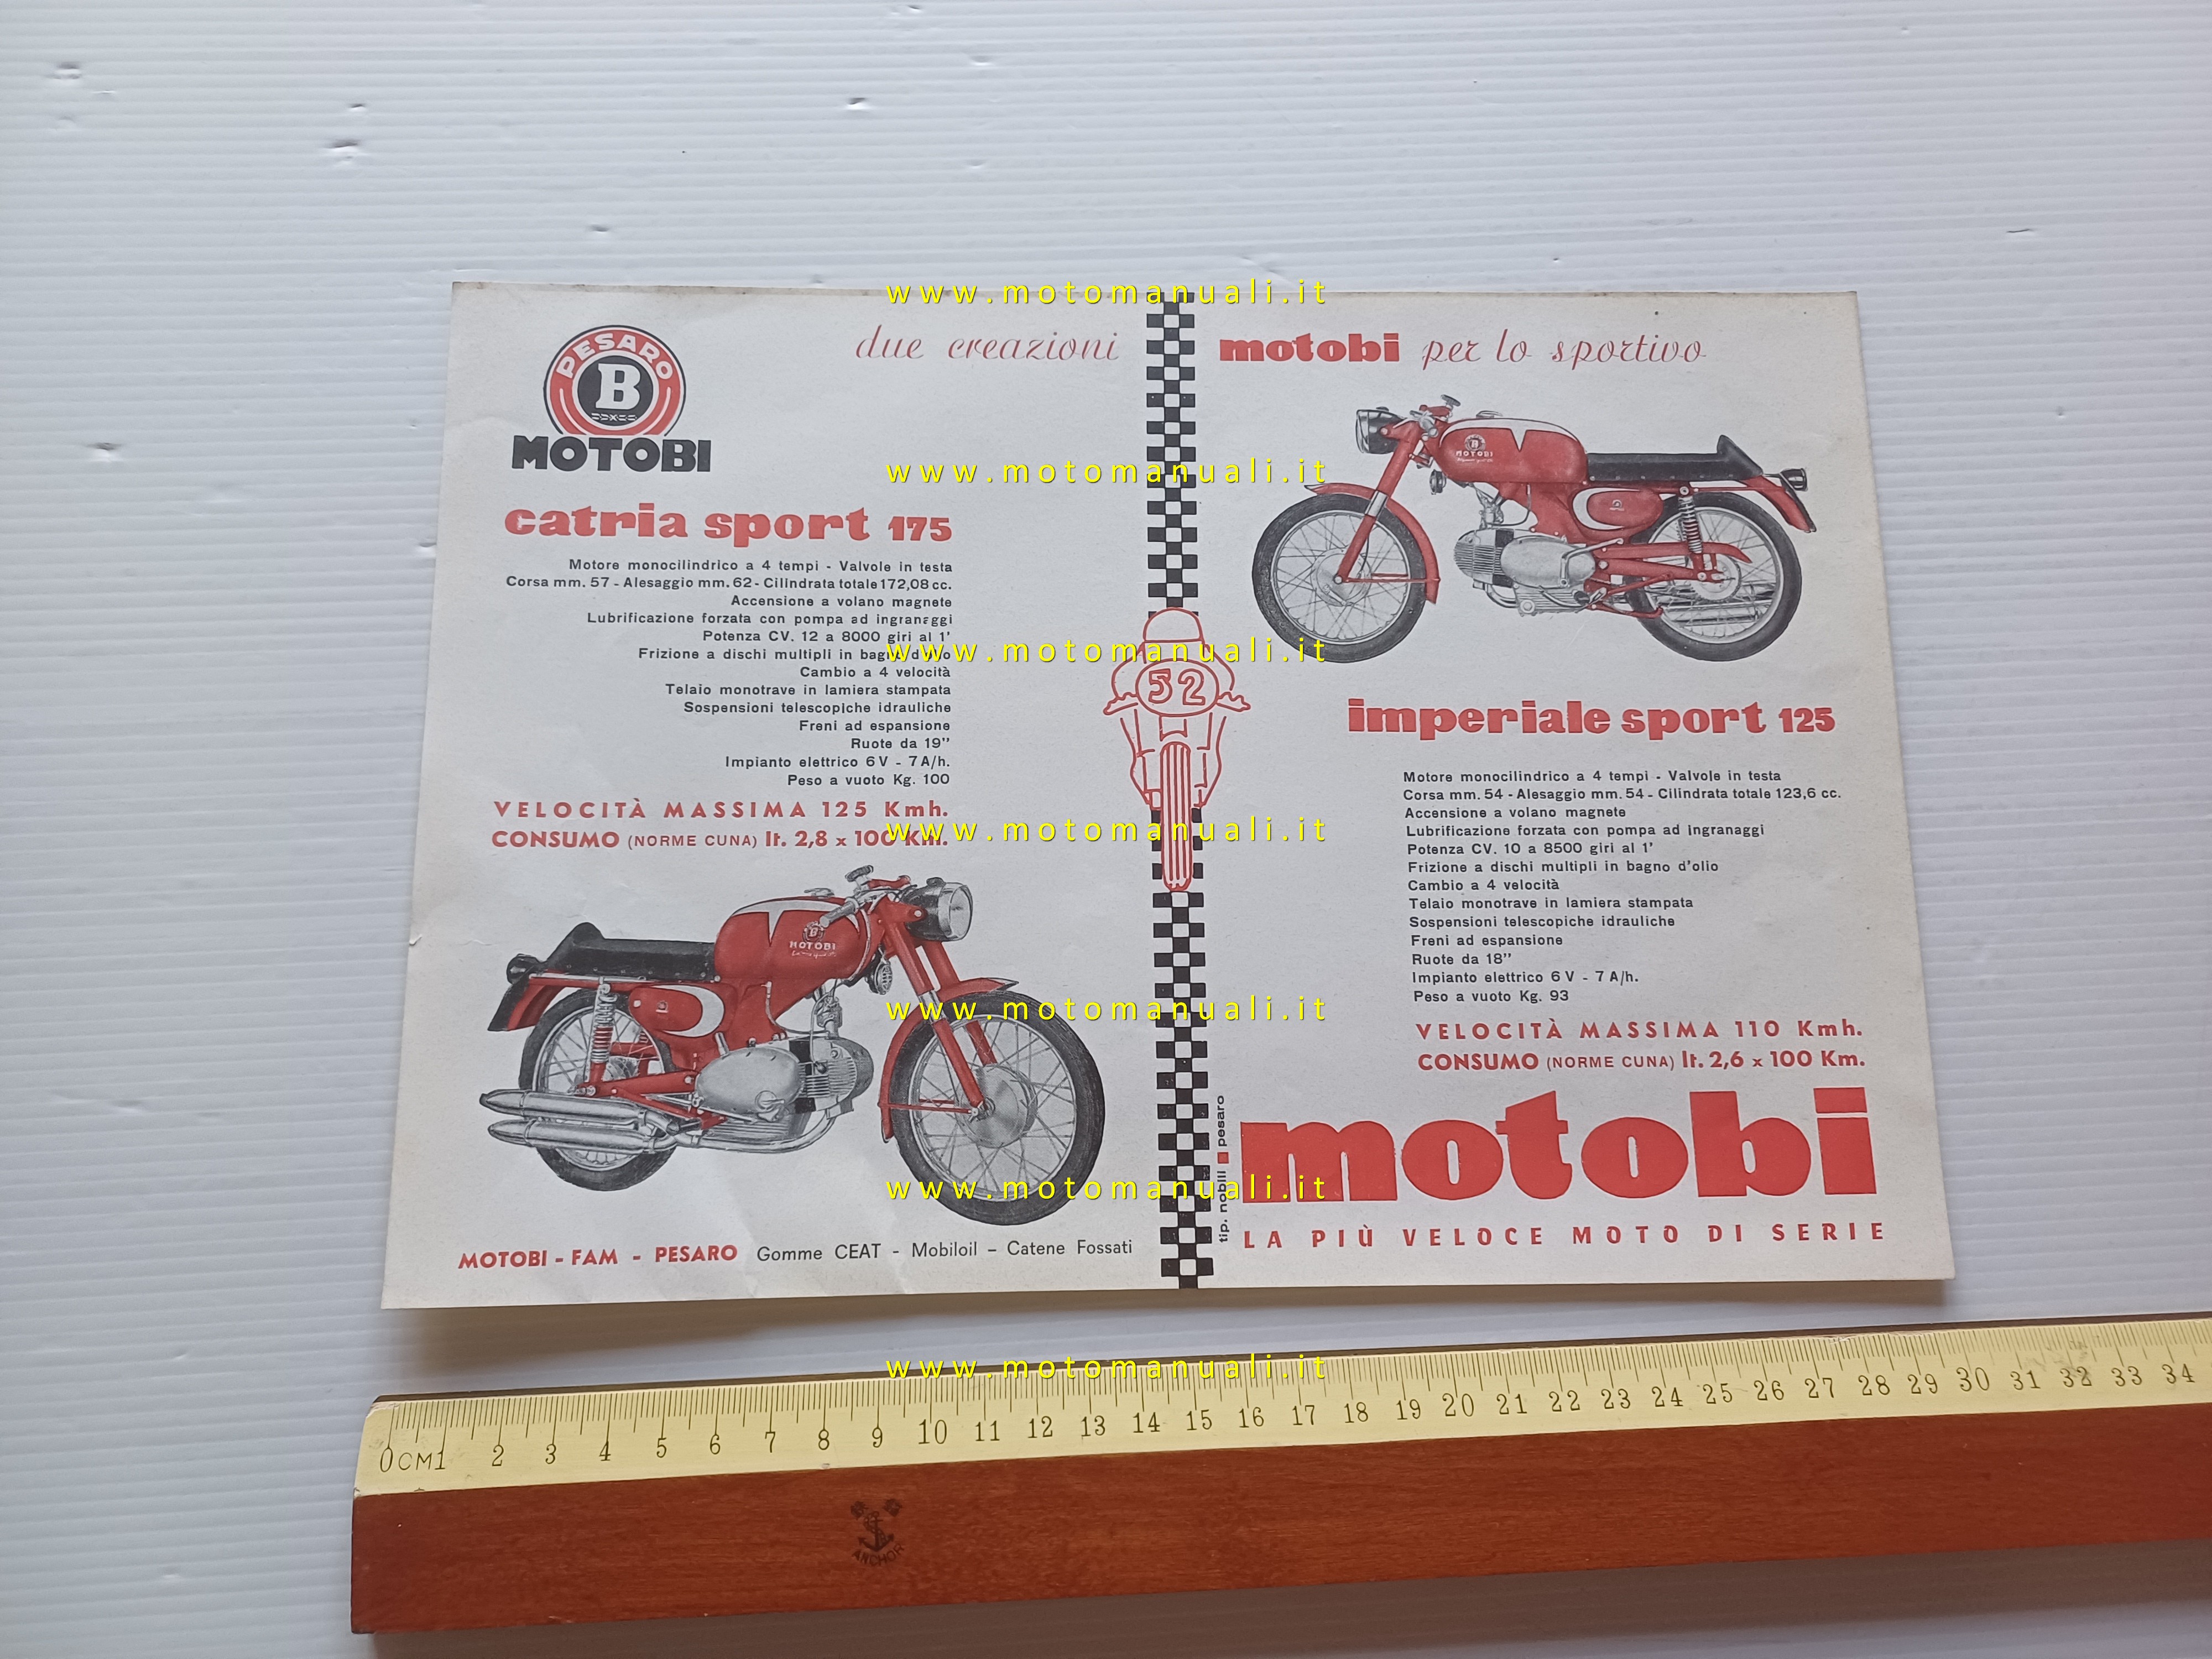 PESARO
B
MOTOBI
due creazioni motobi per lo sportivo
catria sport 175
Motore monocilindrico a 4 tempi - Valvole in testa
Corsa mm. 57 - Alesaggio mm. 62 - Cilindrata totale 172,08 cc.
Accensione a volano magnete
Lubrificazione forzata con pompa ad ingranaggi
Potenza CV. 12 a 8000 giri al 1'
Frizione a dischi multipli in bagno d'olio
Cambio a 4 velocità
Telaio monotrave in lamiera stampata
Sospensioni telescopiche idrauliche
Freni ad espansione
Ruote da 19"
Impianto elettrico 6 V - 7 A/h.
Peso a vuoto Kg. 100
VELOCITÀ MASSIMA 125 Kmh.
CONSUMO (NORME CUNA) lt. 2,8 x 100 Km.
MOTOBI
MOTOBI - FAM - PESARO Gomme CEAT - Mobiloil - Catene Fossati
52
tip. nobili pesaro
B
MOTOBI
imperiale sport 125
Motore monocilindrico a 4 tempi - Valvole in testa
Corsa mm. 54 - Alesaggio mm. 54 - Cilindrata totale 123,6 cc.
Accensione a volano magnete
Lubrificazione forzata con pompa ad ingranaggi
Potenza CV. 10 a 8500 giri al 1'
Frizione a dischi multipli in bagno d'olio
Cambio a 4 velocità
Telaio monotrave in lamiera stampata
Sospensioni telescopiche idrauliche
Freni ad espansione
Ruote da 18"
Impianto elettrico 6 V - 7 A/h.
Peso a vuoto Kg. 93
VELOCITÀ MASSIMA 110 Kmh.
CONSUMO (NORME CUNA) lt. 2,6 x 100 Km.
motobi
LA PIÙ VELOCE MOTO DI SERIE
www.motomanuali.it
www.motomanuali.it
www.motomanuali.it
www.motomanuali.it
www.motomanuali.it
www.motomanuali.it
www.motomanuali.it
0 CM 1 2 3 4 5 6 7 8 9 10 11 12 13 14 15 16 17 18 19 20 21 22 23 24 25 26 27 28 29 30 31 32 33 34
ANCHOR